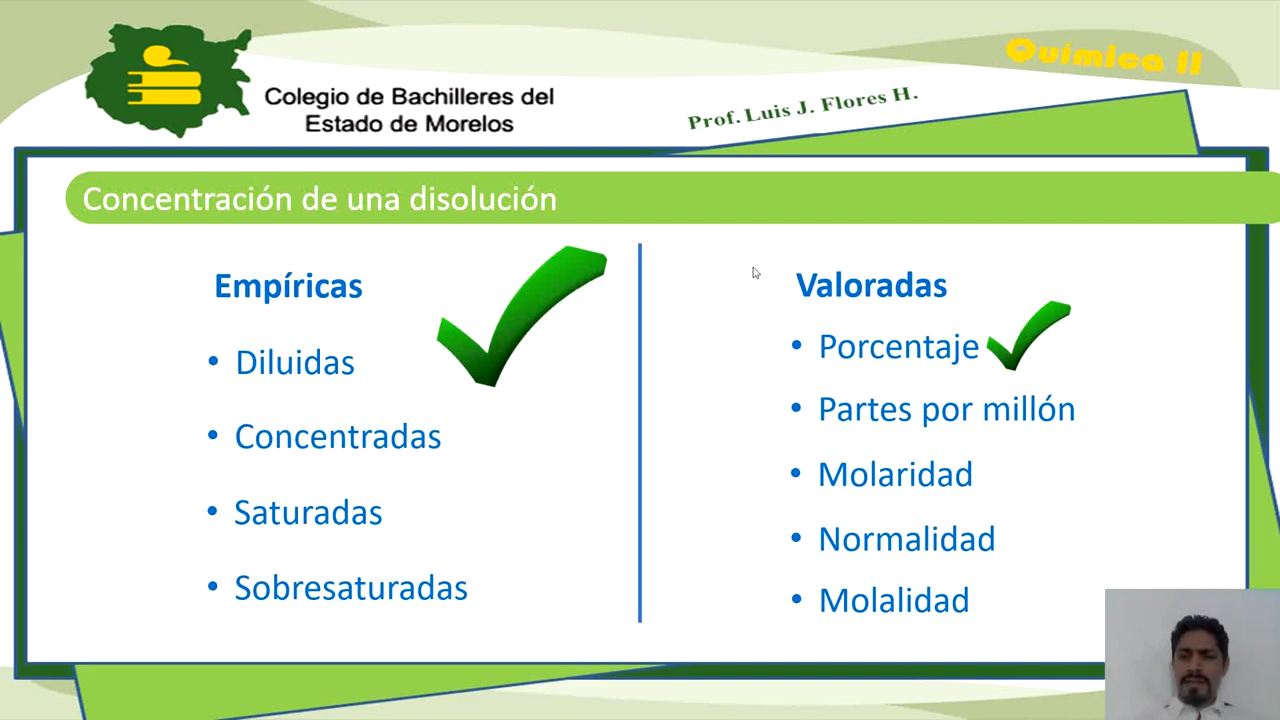 Química II
Colegio de Bachilleres del
Estado de Morelos
Prof. Luis J. Flores H.
Concentración de una disolución
Empíricas
• Diluidas
• Concentradas
• Saturadas
• Sobresaturadas
Valoradas
• Porcentaje
• Partes por millón
• Molaridad
• Normalidad
• Molalidad